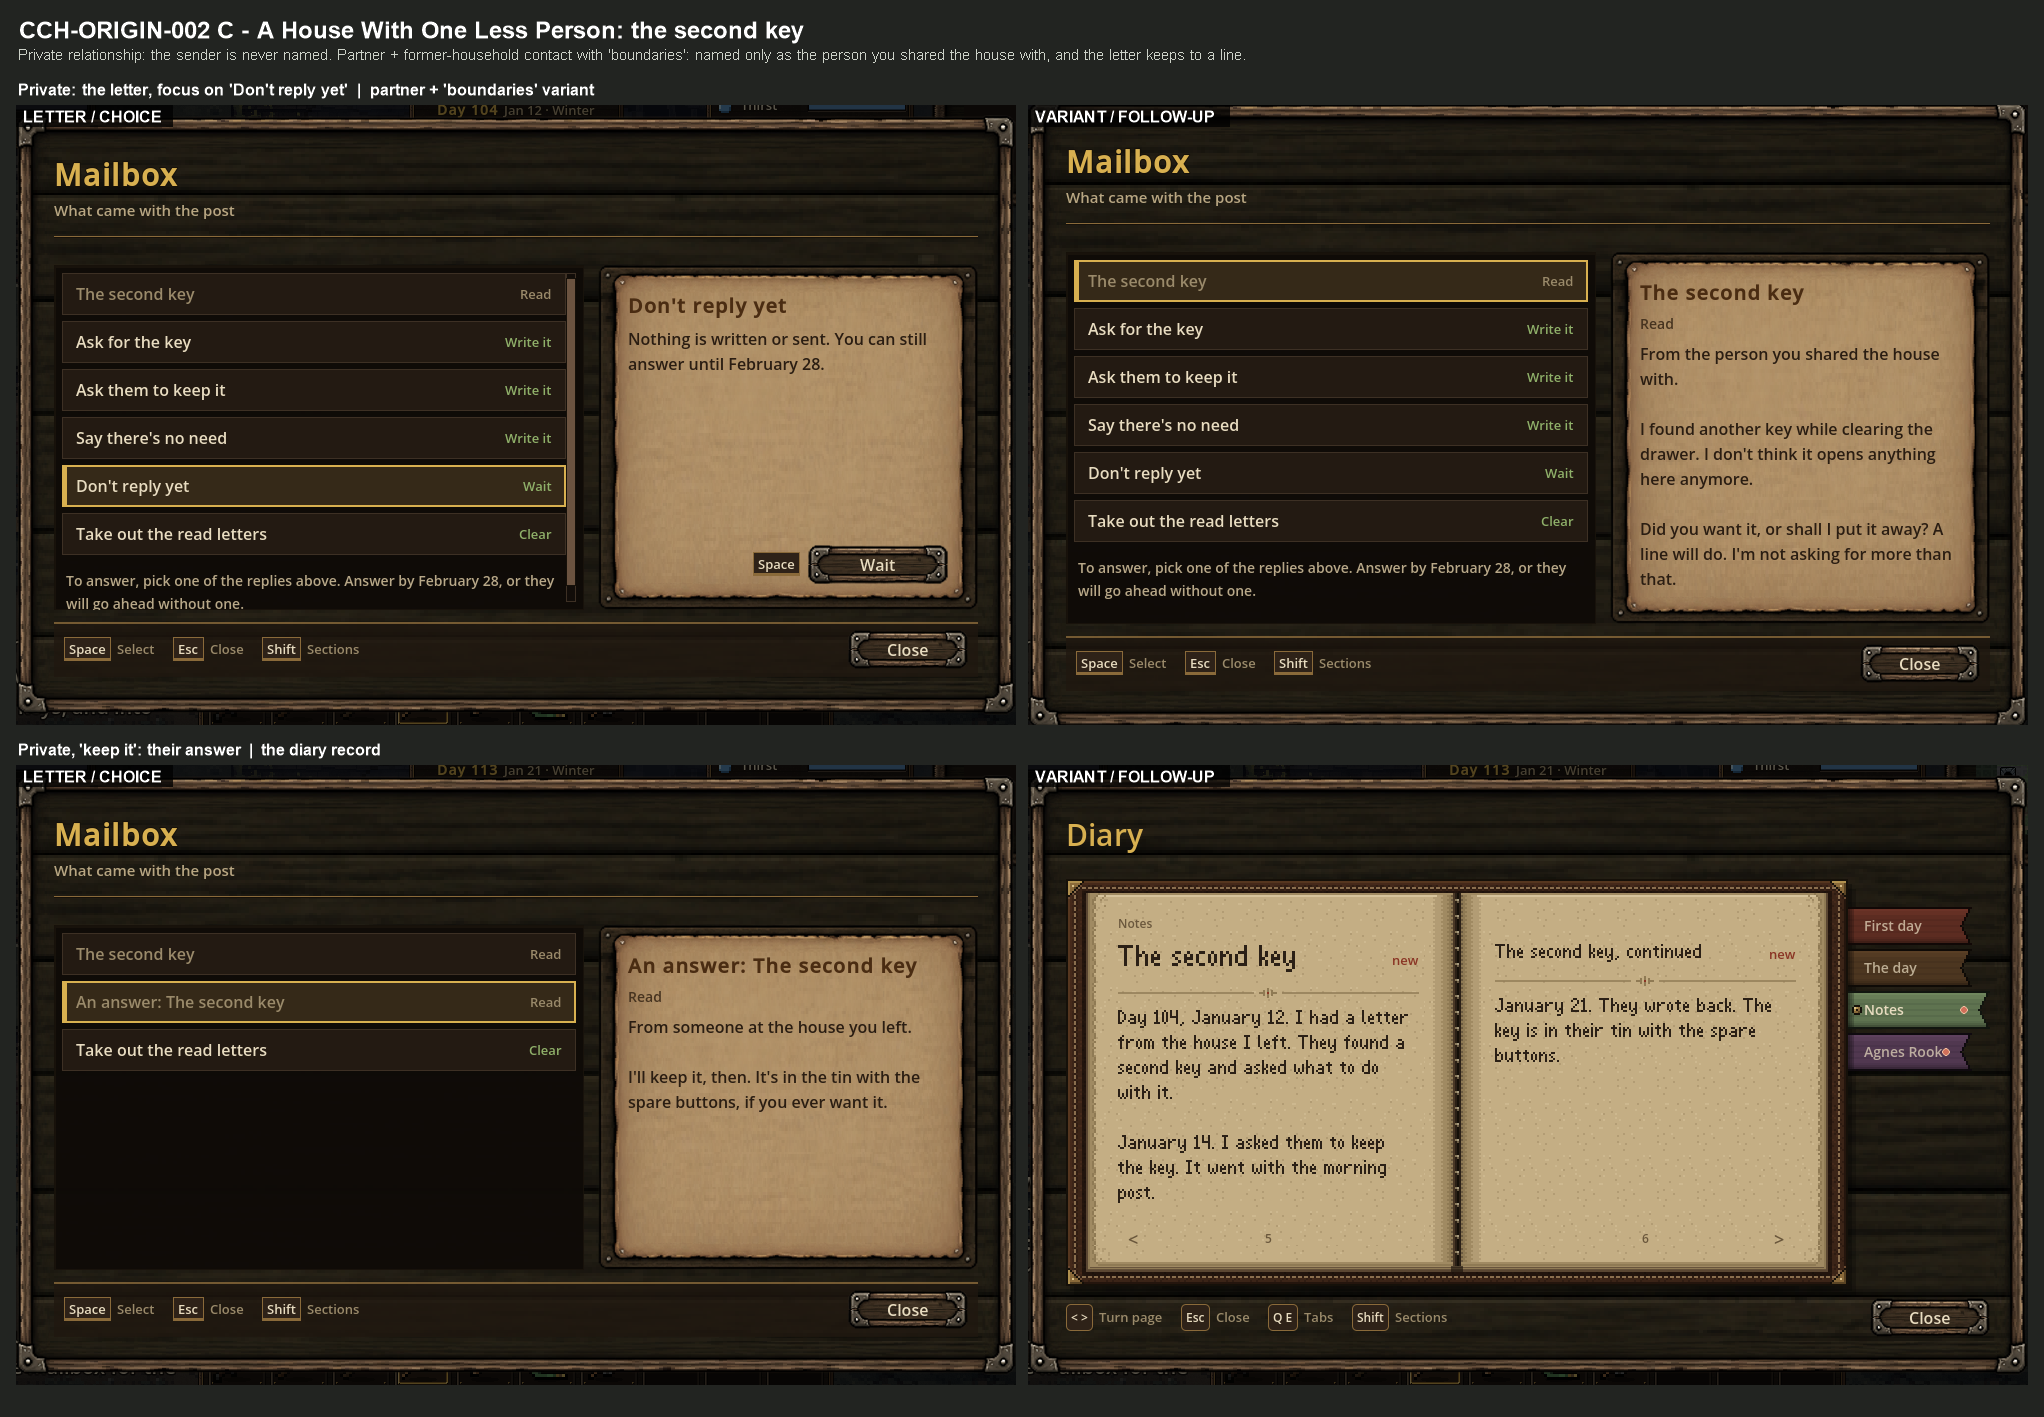 CCH-ORIGIN-002 C - A House With One Less Person: the second key
Private relationship: the sender is never named. Partner + former-household contact with 'boundaries': named only as the person you shared the house with, and the letter keeps to a line.
Private: the letter, focus on 'Don't reply yet' | partner + 'boundaries' variant
LETTER / CHOICE
Day 104 Jan 12 · Winter
Thirst
Mailbox
What came with the post
The second key Read
Ask for the key Write it
Ask them to keep it Write it
Say there's no need Write it
Don't reply yet Wait
Take out the read letters Clear
To answer, pick one of the replies above. Answer by February 28, or they
will go ahead without one.
Don't reply yet
Nothing is written or sent. You can still
answer until February 28.
Space Wait
Space Select Esc Close Shift Sections
Close
VARIANT / FOLLOW-UP
Mailbox
What came with the post
The second key Read
Ask for the key Write it
Ask them to keep it Write it
Say there's no need Write it
Don't reply yet Wait
Take out the read letters Clear
To answer, pick one of the replies above. Answer by February 28, or they
will go ahead without one.
The second key
Read
From the person you shared the house
with.
I found another key while clearing the
drawer. I don't think it opens anything
here anymore.
Did you want it, or shall I put it away? A
line will do. I'm not asking for more than
that.
Space Select Esc Close Shift Sections
Close
Private, 'keep it': their answer | the diary record
LETTER / CHOICE
Day 113 Jan 21 · Winter
Thirst
Mailbox
What came with the post
The second key Read
An answer: The second key Read
Take out the read letters Clear
An answer: The second key
Read
From someone at the house you left.
I'll keep it, then. It's in the tin with the
spare buttons, if you ever want it.
Space Select Esc Close Shift Sections
Close
VARIANT / FOLLOW-UP
Day 113 Jan 21 · Winter
Thirst
Diary
Notes
The second key new
Day 104, January 12. I had a letter
from the house I left. They found a
second key and asked what to do
with it.
January 14. I asked them to keep
the key. It went with the morning
post.
< 5
The second key, continued new
January 21. They wrote back. The
key is in their tin with the spare
buttons.
6 >
First day
The day
Notes
Agnes Rook
< > Turn page Esc Close Q E Tabs Shift Sections
Close